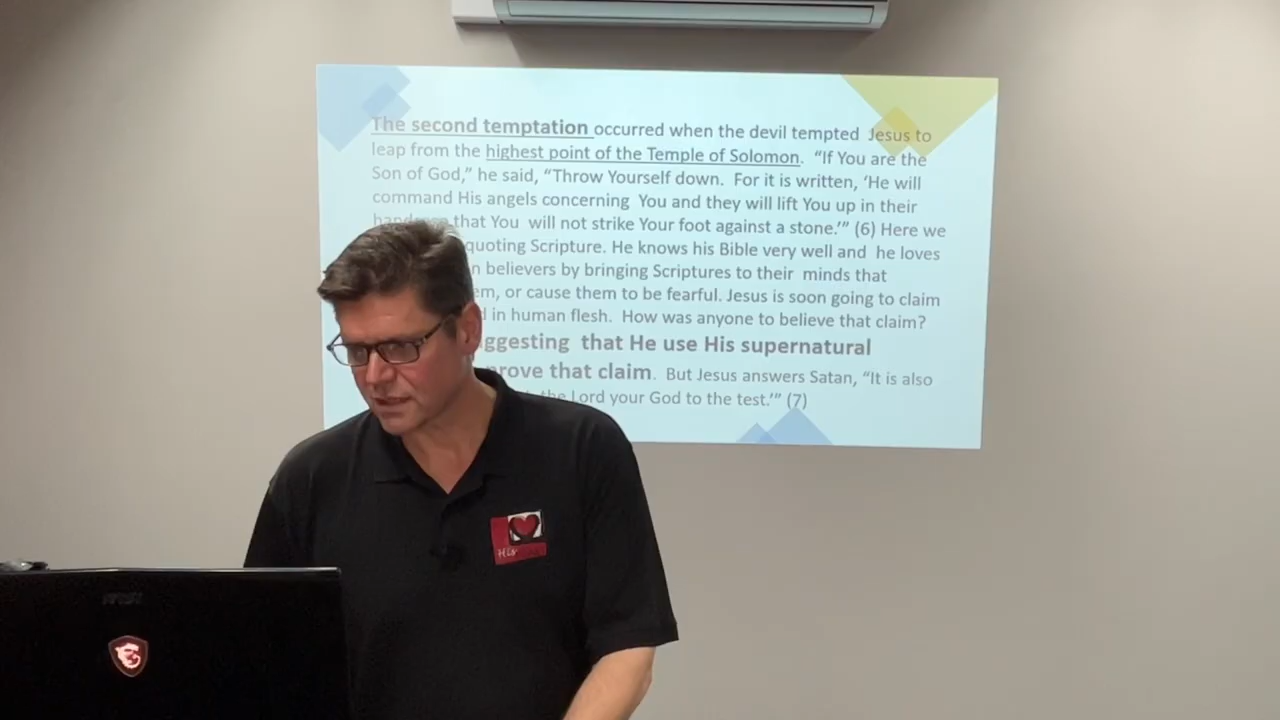 The second temptation occurred when the devil tempted Jesus to
leap from the highest point of the Temple of Solomon. “If You are the
Son of God,” he said, “Throw Yourself down. For it is written, ‘He will
command His angels concerning You and they will lift You up in their
that You will not strike Your foot against a stone.’” (6) Here we
quoting Scripture. He knows his Bible very well and he loves
believers by bringing Scriptures to their minds that
or cause them to be fearful. Jesus is soon going to claim
in human flesh. How was anyone to believe that claim?
that He use His supernatural
prove that claim. But Jesus answers Satan, “It is also
the Lord your God to the test.’” (7)
His